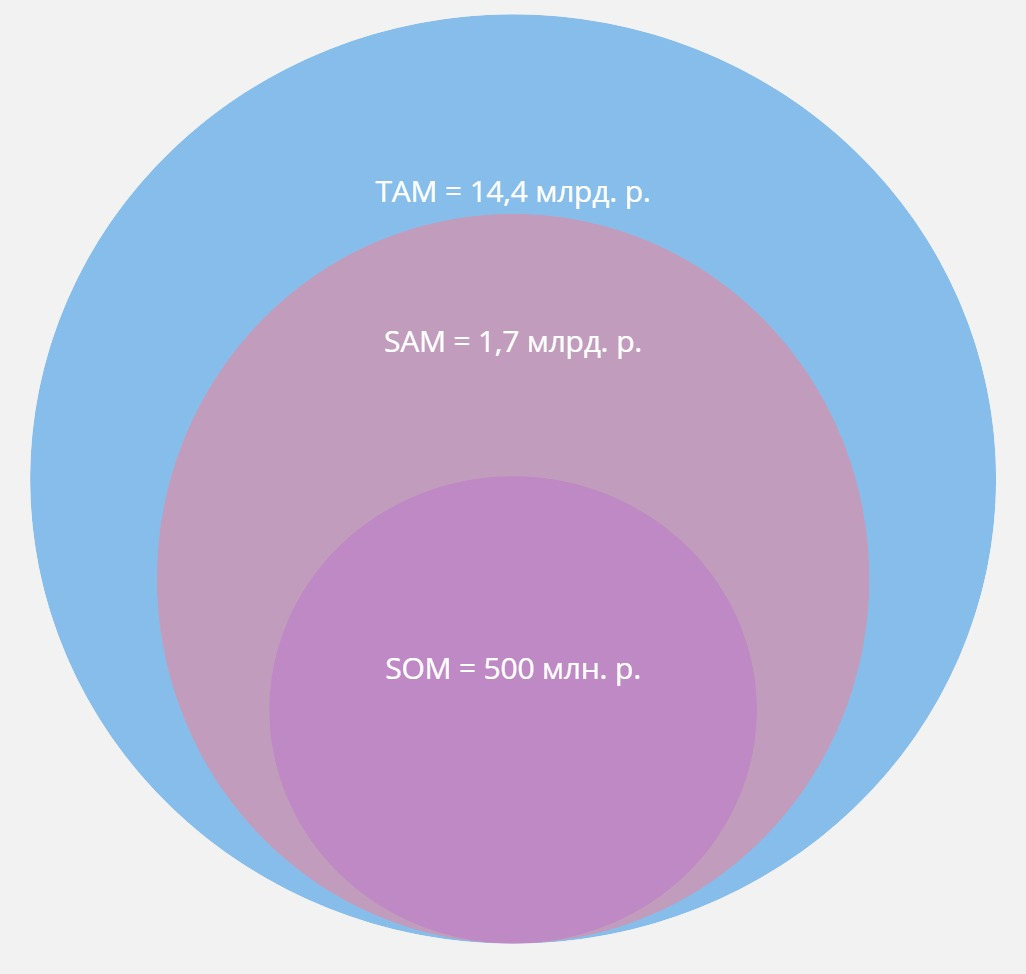 TAM = 14,4 млрд. р.
SAM = 1,7 млрд. р.
SOM = 500 млн. р.